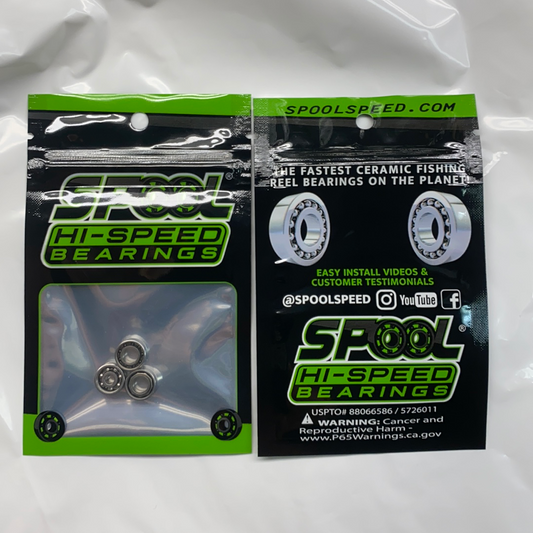 SPOOL®
HI-SPEED
BEARINGS
SPOOLSPEED.COM
THE FASTEST CERAMIC FISHING
REEL BEARINGS ON THE PLANET!
EASY INSTALL VIDEOS &
CUSTOMER TESTIMONIALS
@SPOOLSPEED YouTube f
SPOOL®
HI-SPEED
BEARINGS
USPTO# 88066586 / 5726011
WARNING: Cancer and
Reproductive Harm -
www.P65Warnings.ca.gov